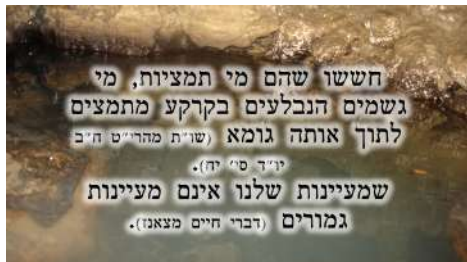 חששו שהם מי תמציות, מי
גשמים הנבלעים בקרקע מתמצים
לתוך אותה גומא (שו״ת מהרי״ט ח״ב
יו״ד סי׳ יח).
שמעיינות שלנו אינם מעיינות
גמורים (דברי חיים מצאנז).